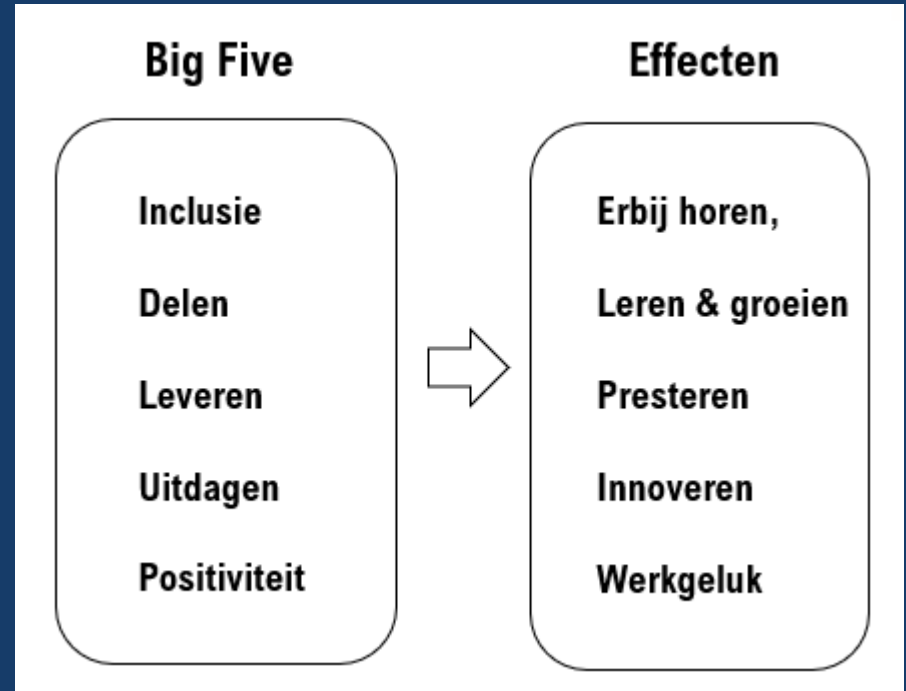 Big Five
Inclusie
Delen
Leveren
Uitdagen
Positiviteit
Effecten
Erbij horen,
Leren & groeien
Presteren
Innoveren
Werkgeluk